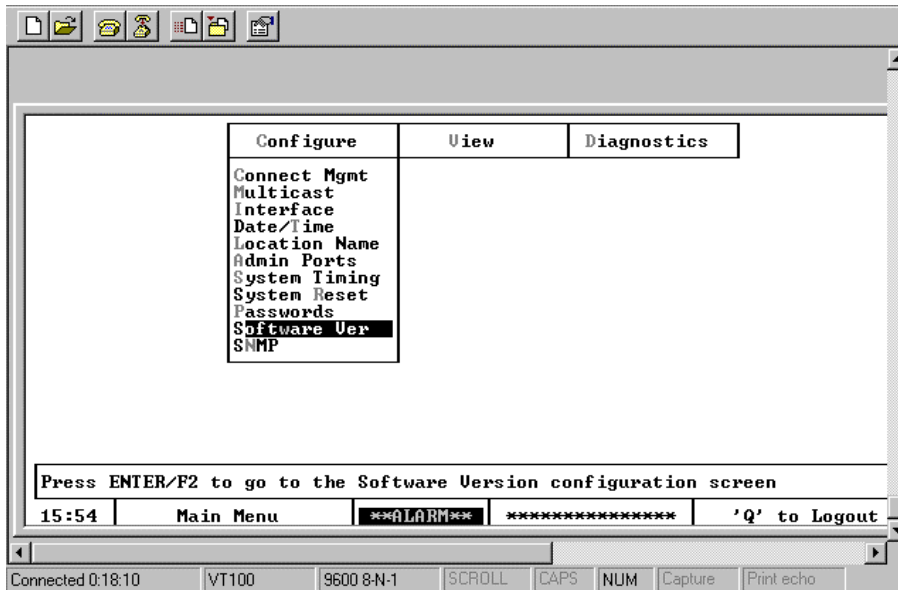 Configure View Diagnostics
Connect Mgmt
Multicast
Interface
Date/Time
Location Name
Admin Ports
System Timing
System Reset
Passwords
Software Ver
SNMP
Press ENTER/F2 to go to the Software Version configuration screen
15:54 Main Menu **ALARM** ************** 'Q' to Logout
Connected 0:18:10 VT100 9600 8-N-1 SCROLL CAPS NUM Capture Print echo